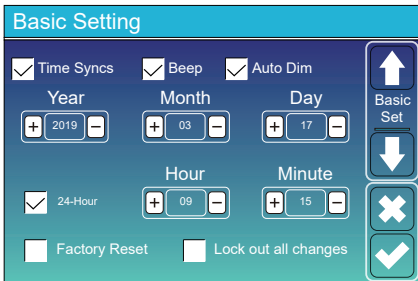 Basic Setting
Time Syncs Beep Auto Dim
Year Month Day
+ 2019 − + 03 − + 17 −
Basic
Set
Hour Minute
24-Hour + 09 − + 15 −
Factory Reset Lock out all changes